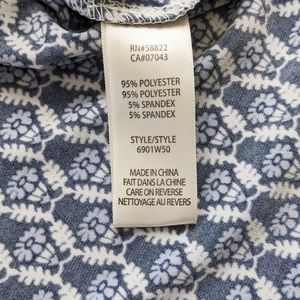 RN#58822
CA#07043
95% POLYESTER
95% POLYESTER
5% SPANDEX
5% SPANDEX
STYLE/STYLE
6901W50
MADE IN CHINA
FAIT DANS LA CHINE
CARE ON REVERSE
NETTOYAGE AU REVERS